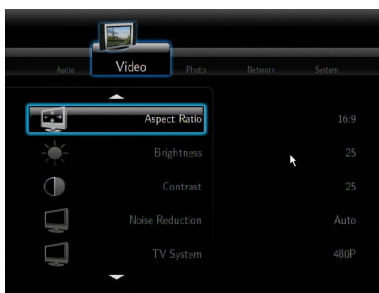 Audio Video Photo Network System
Aspect Ratio 16:9
Brightness 25
Contrast 25
Noise Reduction Auto
TV System 480P